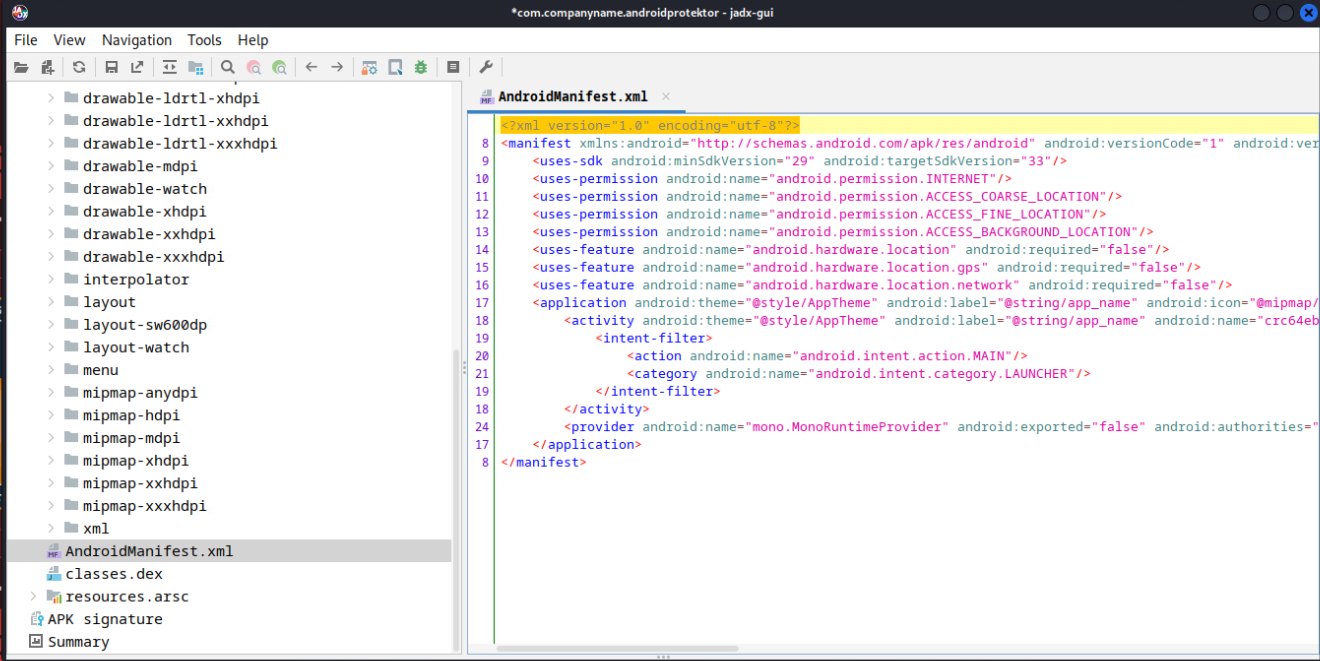 *com.companyname.androidprotektor - jadx-gui
File View Navigation Tools Help
drawable-ldrtl-xhdpi
drawable-ldrtl-xxhdpi
drawable-ldrtl-xxxhdpi
drawable-mdpi
drawable-watch
drawable-xhdpi
drawable-xxhdpi
drawable-xxxhdpi
interpolator
layout
layout-sw600dp
layout-watch
menu
mipmap-anydpi
mipmap-hdpi
mipmap-mdpi
mipmap-xhdpi
mipmap-xxhdpi
mipmap-xxxhdpi
xml
MF AndroidManifest.xml
classes.dex
resources.arsc
APK signature
Summary
MF AndroidManifest.xml ×
<?xml version="1.0" encoding="utf-8"?>
8 <manifest xmlns:android="http://schemas.android.com/apk/res/android" android:versionCode="1" android:ver
9 <uses-sdk android:minSdkVersion="29" android:targetSdkVersion="33"/>
10 <uses-permission android:name="android.permission.INTERNET"/>
11 <uses-permission android:name="android.permission.ACCESS_COARSE_LOCATION"/>
12 <uses-permission android:name="android.permission.ACCESS_FINE_LOCATION"/>
13 <uses-permission android:name="android.permission.ACCESS_BACKGROUND_LOCATION"/>
14 <uses-feature android:name="android.hardware.location" android:required="false"/>
15 <uses-feature android:name="android.hardware.location.gps" android:required="false"/>
16 <uses-feature android:name="android.hardware.location.network" android:required="false"/>
17 <application android:theme="@style/AppTheme" android:label="@string/app_name" android:icon="@mipmap/
18 <activity android:theme="@style/AppTheme" android:label="@string/app_name" android:name="crc64eb
19 <intent-filter>
20 <action android:name="android.intent.action.MAIN"/>
21 <category android:name="android.intent.category.LAUNCHER"/>
19 </intent-filter>
18 </activity>
24 <provider android:name="mono.MonoRuntimeProvider" android:exported="false" android:authorities="
17 </application>
8 </manifest>